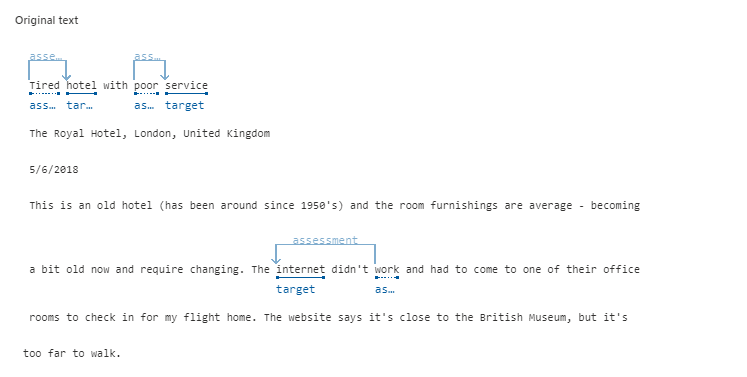 Original text
asse… ass…
Tired hotel with poor service
ass… tar… as… target
The Royal Hotel, London, United Kingdom
5/6/2018
This is an old hotel (has been around since 1950's) and the room furnishings are average - becoming
assessment
a bit old now and require changing. The internet didn't work and had to come to one of their office
target as…
rooms to check in for my flight home. The website says it's close to the British Museum, but it's
too far to walk.